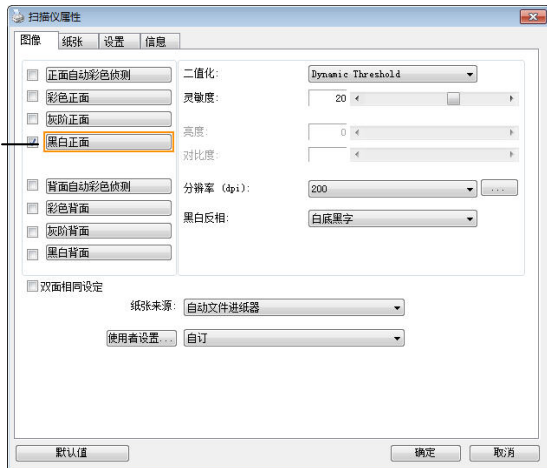 扫描仪属性
图像 纸张 设置 信息
正面自动彩色侦测
彩色正面
灰阶正面
黑白正面
背面自动彩色侦测
彩色背面
灰阶背面
黑白背面
二值化: Dynamic Threshold
灵敏度: 20
亮度: 0
对比度:
分辨率 (dpi): 200 ...
黑白反相: 白底黑字
双面相同设定
纸张来源: 自动文件进纸器
使用者设置... 自订
默认值 确定 取消